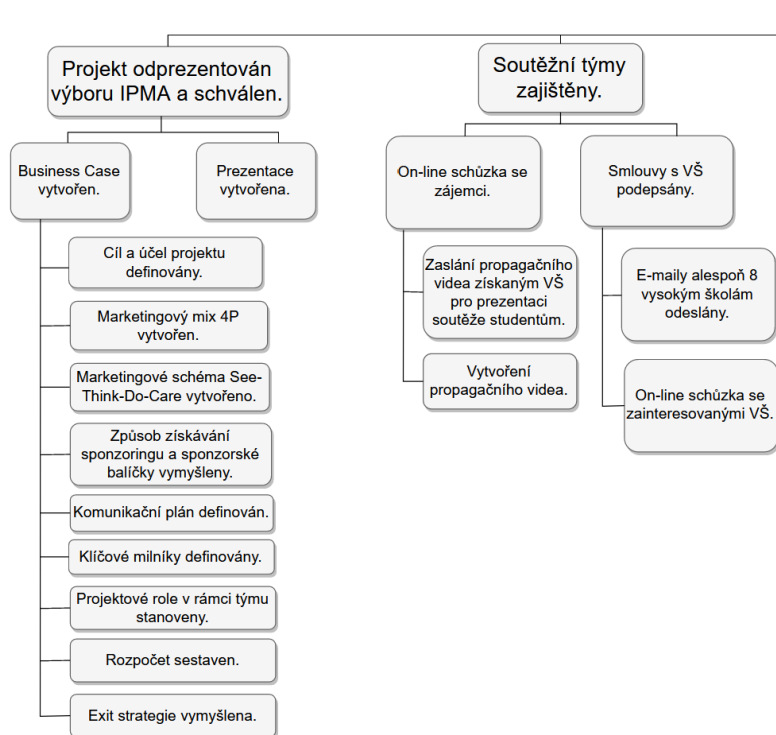 Projekt odprezentován
výboru IPMA a schválen.
Business Case
vytvořen.
Prezentace
vytvořena.
Cíl a účel projektu
definovány.
Marketingový mix 4P
vytvořen.
Marketingové schéma See-
Think-Do-Care vytvořeno.
Způsob získávání
sponzoringu a sponzorské
balíčky vymyšleny.
Komunikační plán definován.
Klíčové milníky definovány.
Projektové role v rámci týmu
stanoveny.
Rozpočet sestaven.
Exit strategie vymyšlena.
Soutěžní týmy
zajištěny.
On-line schůzka se
zájemci.
Zaslání propagačního
videa získaným VŠ
pro prezentaci
soutěže studentům.
Vytvoření
propagačního videa.
Smlouvy s VŠ
podepsány.
E-maily alespoň 8
vysokým školám
odeslány.
On-line schůzka se
zainteresovanými VŠ.